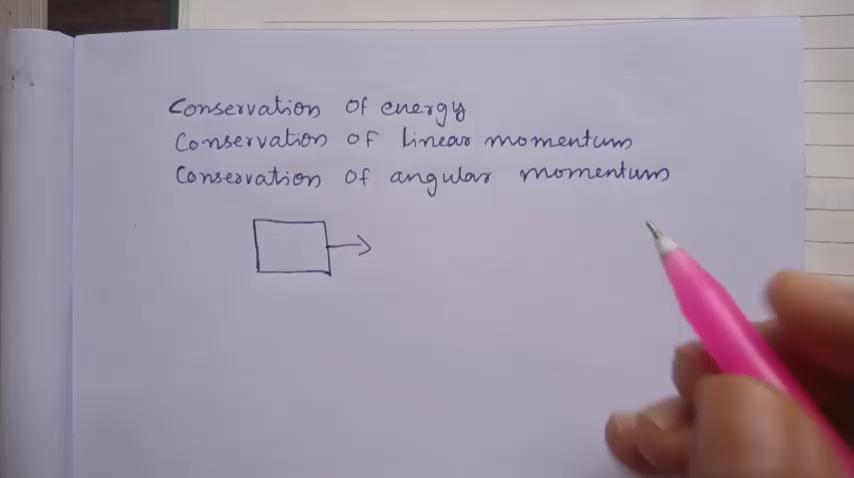 Conservation of energy
Conservation of linear momentum
Conservation of angular momentum